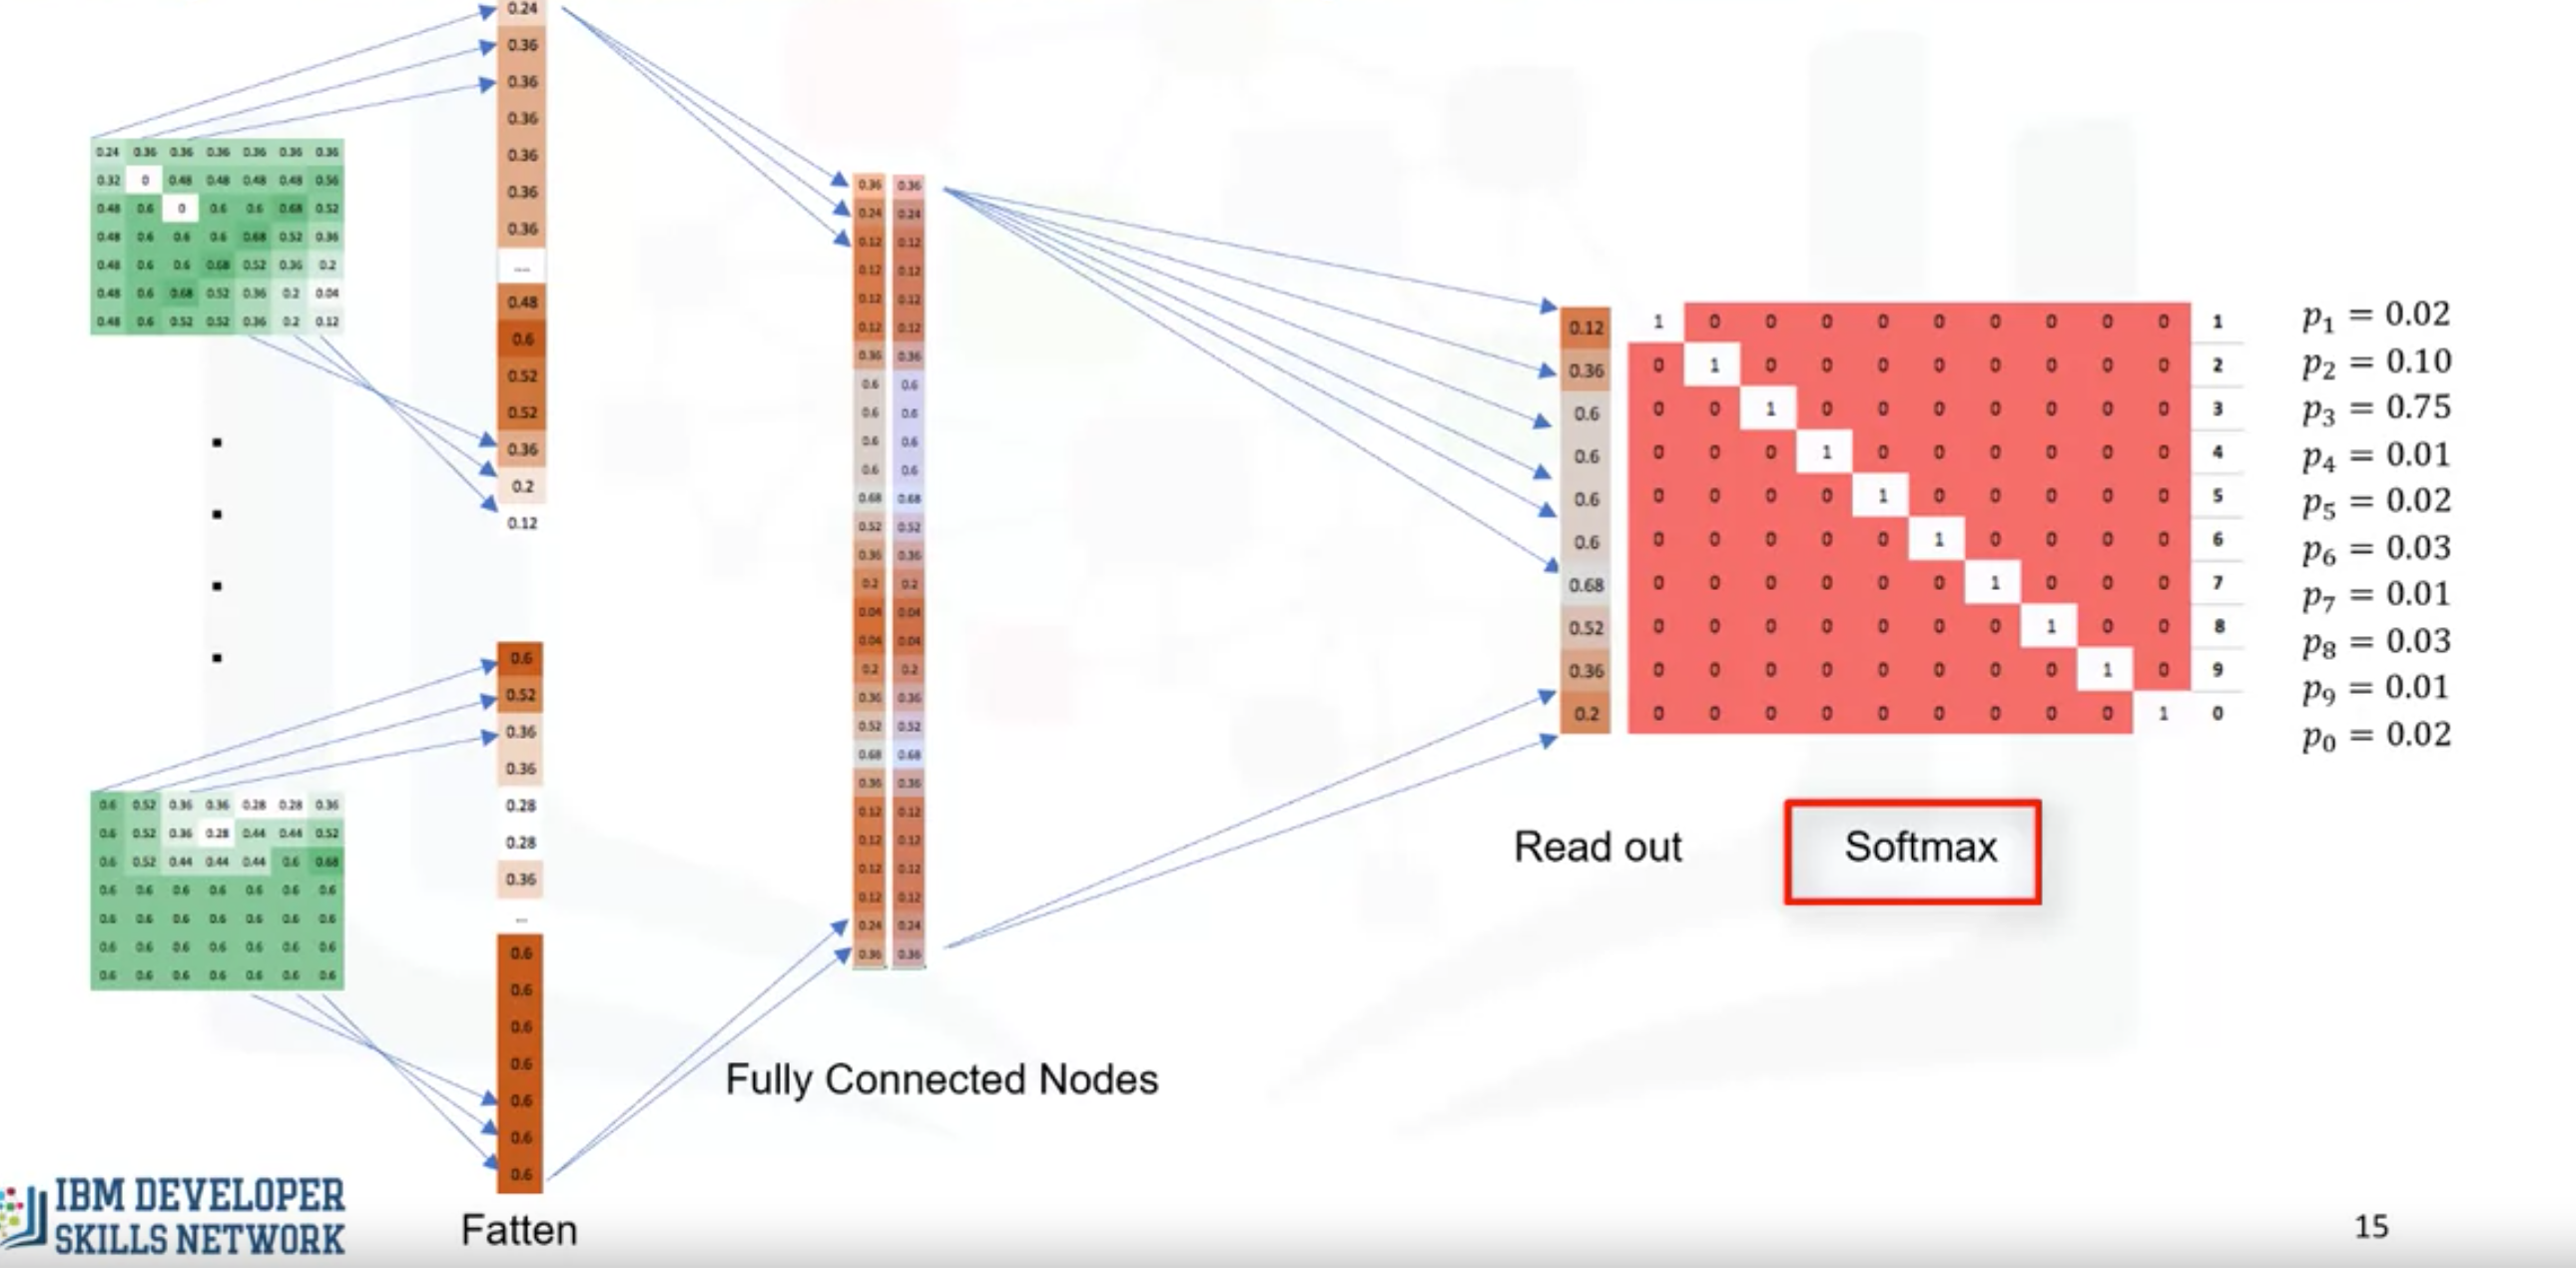 0.24
0.36
0.36
0.36
0.36
0.36
0.36
....
0.48
0.6
0.52
0.52
0.36
0.2
0.12
0.24 0.36 0.36 0.36 0.36 0.36 0.36
0.32 0 0.48 0.48 0.48 0.48 0.56
0.48 0.6 0 0.6 0.6 0.68 0.52
0.48 0.6 0.6 0.6 0.68 0.52 0.36
0.48 0.6 0.6 0.68 0.52 0.36 0.2
0.48 0.6 0.68 0.52 0.36 0.2 0.04
0.48 0.6 0.52 0.52 0.36 0.2 0.12
0.6
0.52
0.36
0.36
0.28
0.28
0.36
...
0.6
0.6
0.6
0.6
0.6
0.6
0.6
0.6 0.52 0.36 0.36 0.28 0.28 0.36
0.6 0.52 0.36 0.28 0.44 0.44 0.52
0.6 0.52 0.44 0.44 0.44 0.6 0.68
0.6 0.6 0.6 0.6 0.6 0.6 0.6
0.6 0.6 0.6 0.6 0.6 0.6 0.6
0.6 0.6 0.6 0.6 0.6 0.6 0.6
0.6 0.6 0.6 0.6 0.6 0.6 0.6
Fatten
0.36 0.36
0.24 0.24
0.12 0.12
0.12 0.12
0.12 0.12
0.12 0.12
0.36 0.36
0.6 0.6
0.6 0.6
0.6 0.6
0.6 0.6
0.68 0.68
0.52 0.52
0.36 0.36
0.2 0.2
0.04 0.04
0.04 0.04
0.2 0.2
0.36 0.36
0.52 0.52
0.68 0.68
0.36 0.36
0.12 0.12
0.12 0.12
0.12 0.12
0.12 0.12
0.24 0.24
0.36 0.36
Fully Connected Nodes
0.12 1 0 0 0 0 0 0 0 0 0 1 p1 = 0.02
0.36 0 1 0 0 0 0 0 0 0 0 2 p2 = 0.10
0.6 0 0 1 0 0 0 0 0 0 0 3 p3 = 0.75
0.6 0 0 0 1 0 0 0 0 0 0 4 p4 = 0.01
0.6 0 0 0 0 1 0 0 0 0 0 5 p5 = 0.02
0.6 0 0 0 0 0 1 0 0 0 0 6 p6 = 0.03
0.68 0 0 0 0 0 0 1 0 0 0 7 p7 = 0.01
0.52 0 0 0 0 0 0 0 1 0 0 8 p8 = 0.03
0.36 0 0 0 0 0 0 0 0 1 0 9 p9 = 0.01
0.2 0 0 0 0 0 0 0 0 0 1 0 p0 = 0.02
Read out
Softmax
IBM DEVELOPER
SKILLS NETWORK
15